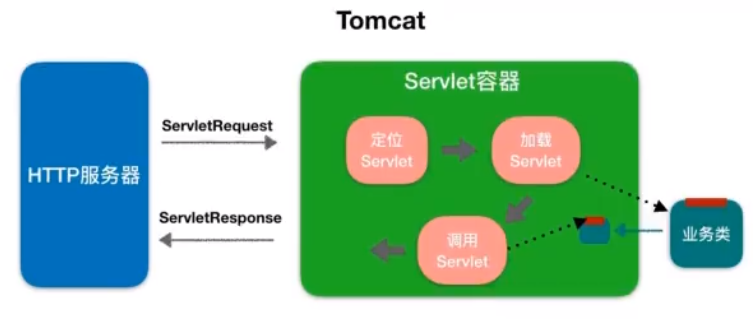 Tomcat
Servlet容器
ServletRequest
定位
Servlet
加载
Servlet
HTTP服务器
ServletResponse
调用
Servlet
业务类